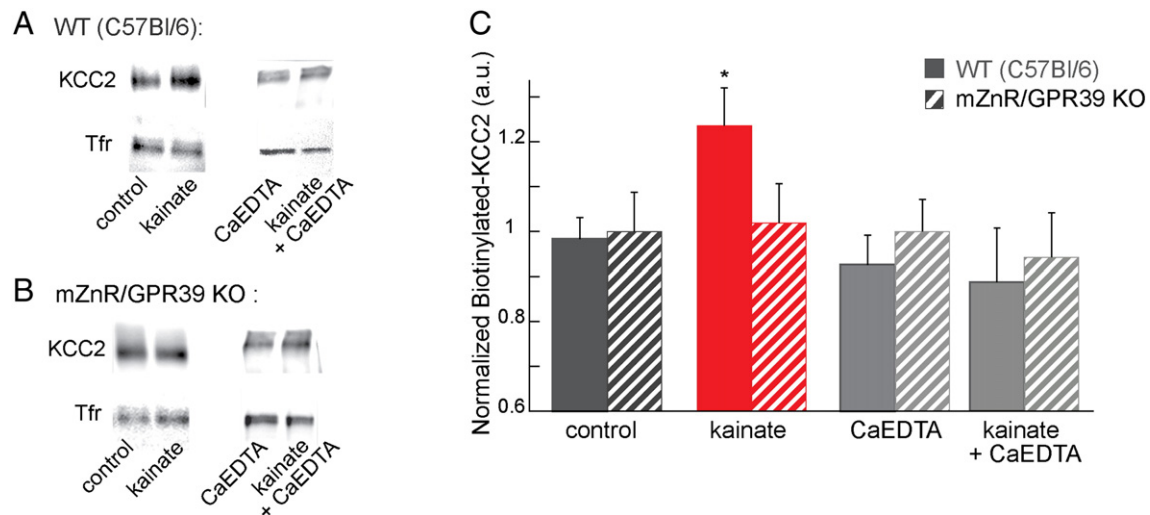 A WT (C57Bl/6):
KCC2
Tfr
control
kainate
CaEDTA
kainate
+ CaEDTA
B mZnR/GPR39 KO :
KCC2
Tfr
control
kainate
CaEDTA
kainate
+ CaEDTA
C
Normalized Biotinylated-KCC2 (a.u.)
WT (C57Bl/6)
mZnR/GPR39 KO
*
1.2
1
0.8
0.6
control
kainate
CaEDTA
kainate
+ CaEDTA